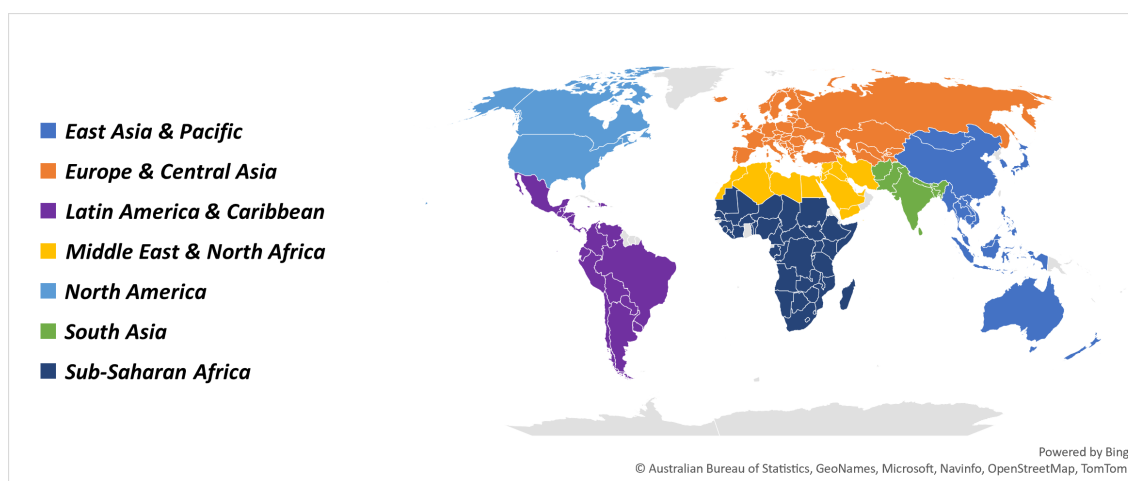 East Asia & Pacific
Europe & Central Asia
Latin America & Caribbean
Middle East & North Africa
North America
South Asia
Sub-Saharan Africa
Powered by Bing
© Australian Bureau of Statistics, GeoNames, Microsoft, Navinfo, OpenStreetMap, TomTom